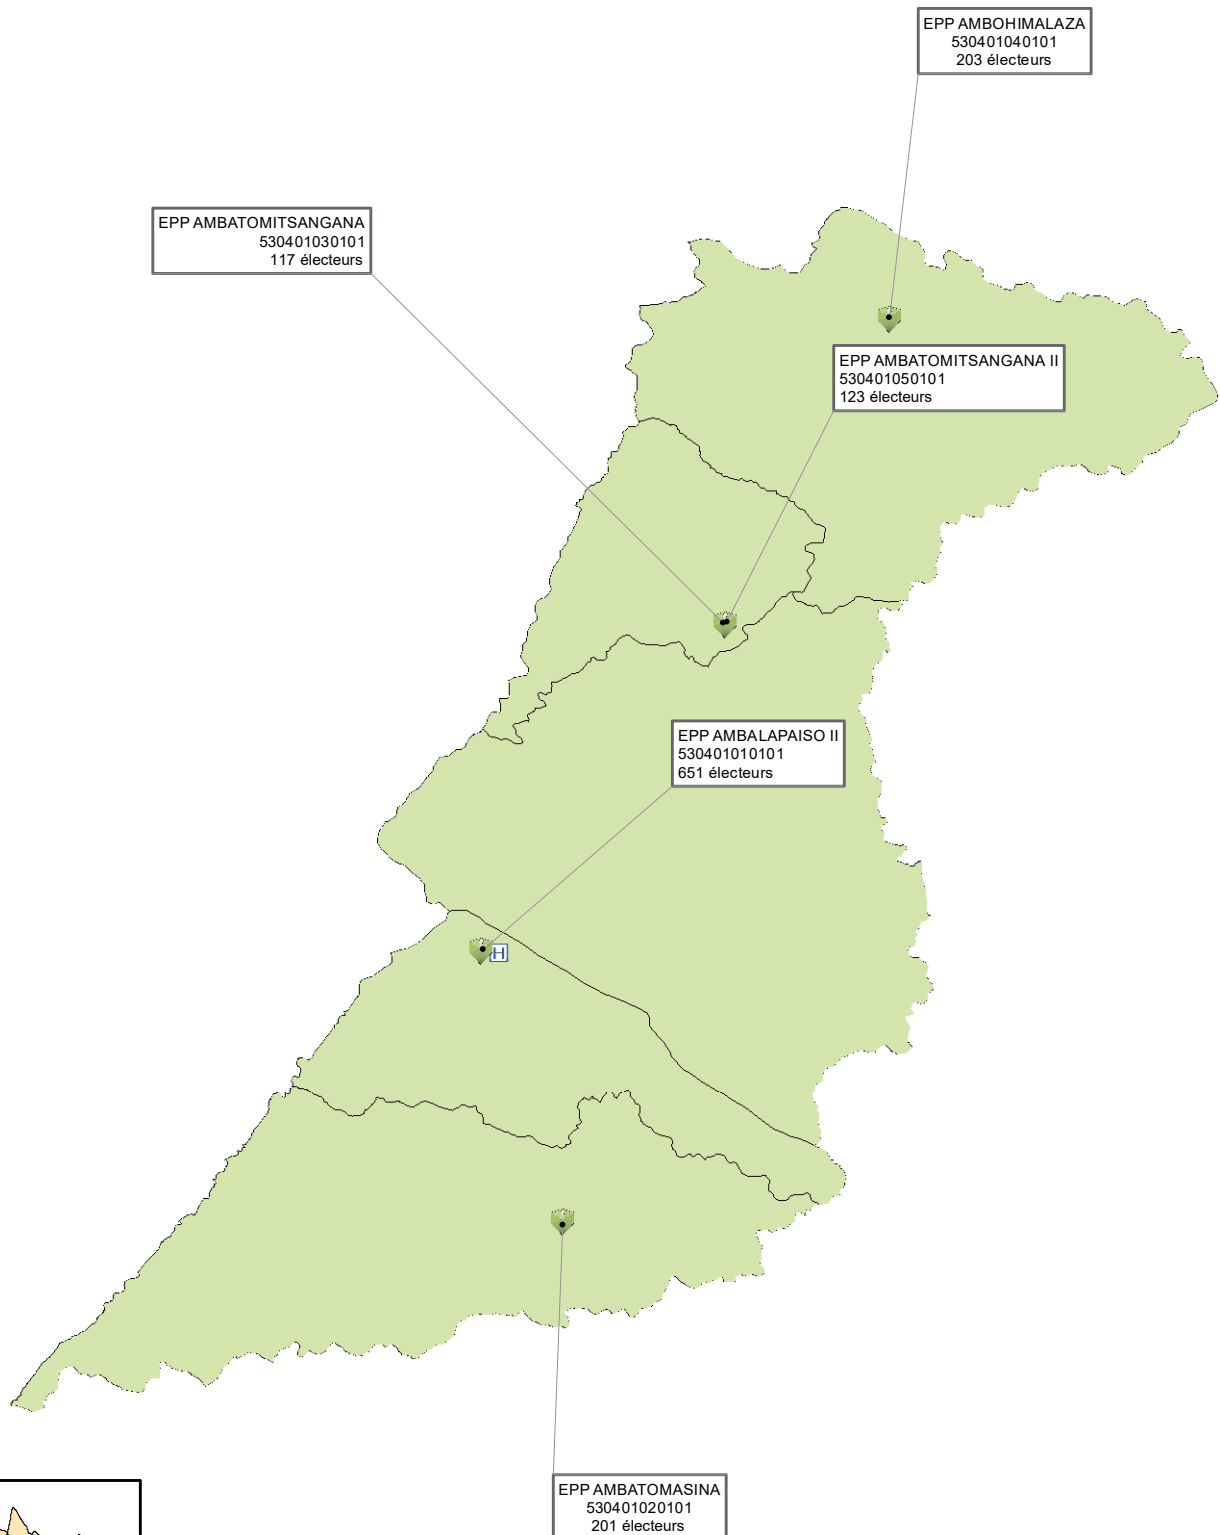 EPP AMBOHIMALAZA
530401040101
203 électeurs
EPP AMBATOMITSANGANA
530401030101
117 électeurs
EPP AMBATOMITSANGANA II
530401050101
123 électeurs
EPP AMBALAPAISO II
530401010101
651 électeurs
H
EPP AMBATOMASINA
530401020101
201 électeurs